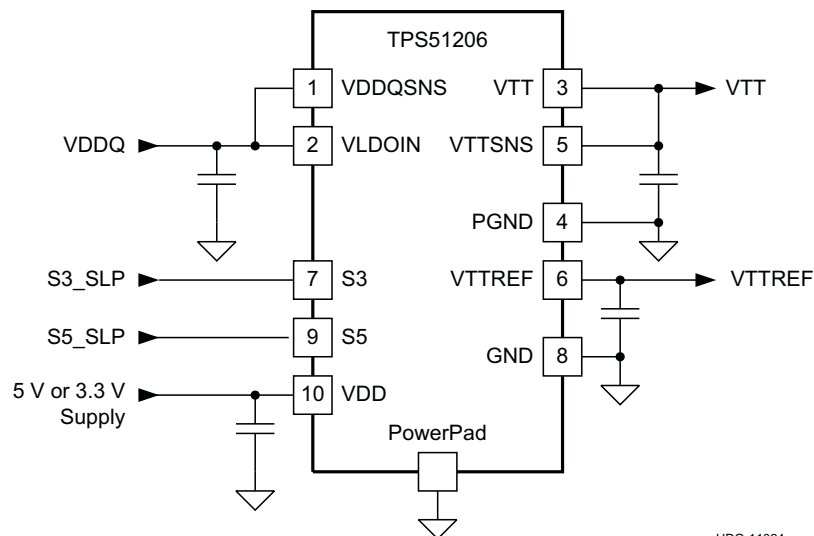 TPS51206
1 VDDQSNS
VTT 3
VTT
VDDQ
2 VLDOIN
VTTSNS 5
PGND 4
S3_SLP
7 S3
VTTREF 6
VTTREF
S5_SLP
9 S5
GND 8
5 V or 3.3 V
Supply
10 VDD
PowerPad